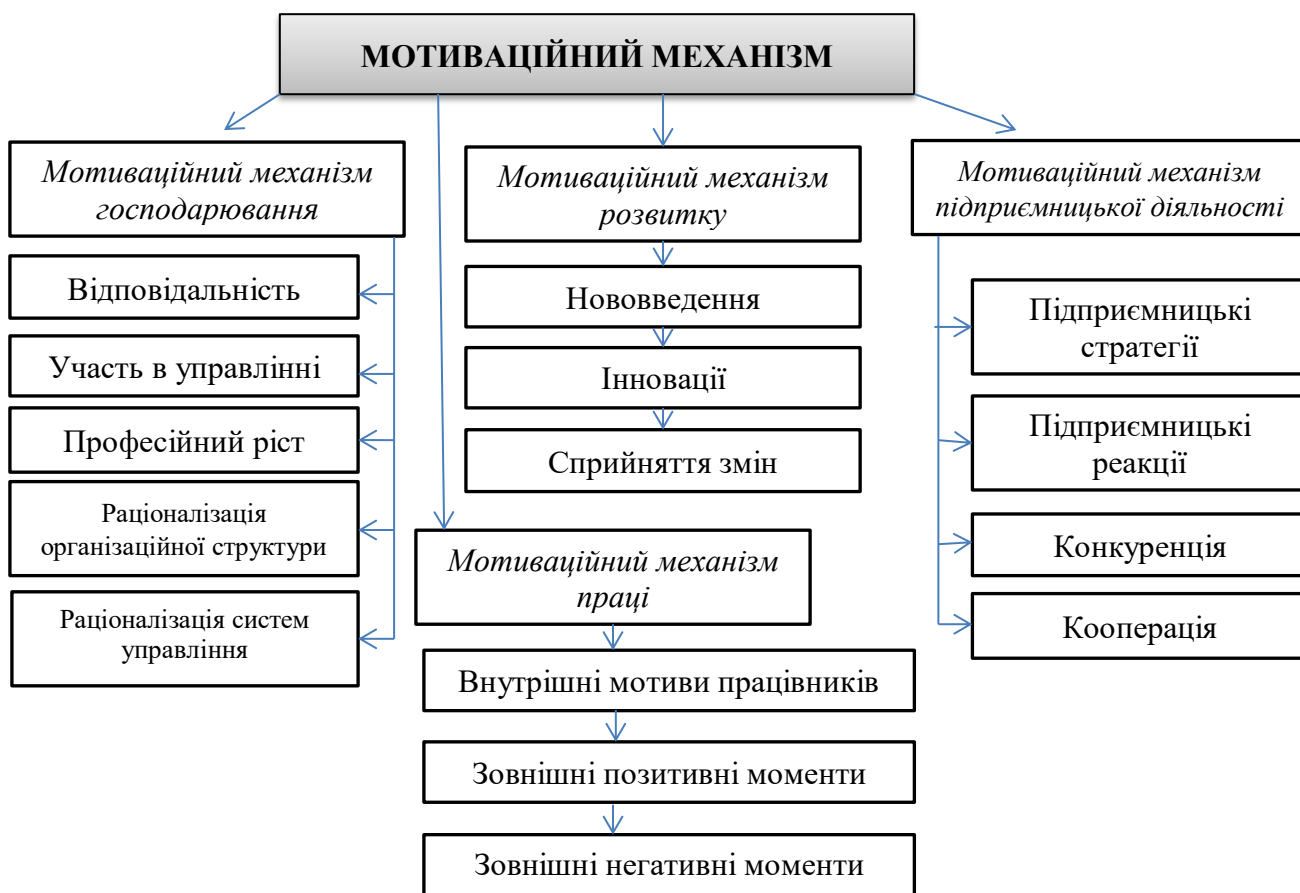 МОТИВАЦІЙНИЙ МЕХАНІЗМ
Мотиваційний механізм
господарювання
Відповідальність
Участь в управлінні
Професійний ріст
Раціоналізація
організаційної структури
Раціоналізація систем
управління
Мотиваційний механізм
розвитку
Нововведення
Інновації
Сприйняття змін
Мотиваційний механізм
праці
Внутрішні мотиви працівників
Зовнішні позитивні моменти
Зовнішні негативні моменти
Мотиваційний механізм
підприємницької діяльності
Підприємницькі
стратегії
Підприємницькі
реакції
Конкуренція
Кооперація